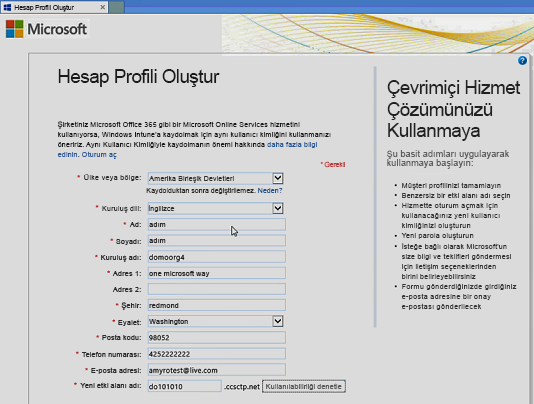 Hesap Profili Oluştur
Microsoft
Hesap Profili Oluştur
Şirketiniz Microsoft Office 365 gibi bir Microsoft Online Services hizmetini
kullanıyorsa, Windows Intune'a kaydolmak için aynı kullanıcı kimliğini kullanmanızı
öneririz. Aynı Kullanıcı Kimliğiyle kaydolmanın önemi hakkında daha fazla bilgi
edinin. Oturum aç
* Gerekli
* Ülke veya bölge: Amerika Birleşik Devletleri
Kaydolduktan sonra değiştirilemez. Neden?
* Kuruluş dili: İngilizce
* Ad: adım
* Soyadı: adım
* Kuruluş adı: domoorg4
* Adres 1: one microsoft way
Adres 2:
* Şehir: redmond
* Eyalet: Washington
* Posta kodu: 98052
* Telefon numarası: 4252222222
* E-posta adresi: amyrotest@live.com
* Yeni etki alanı adı: do101010 .ccsctp.net Kullanılabilirliği denetle
?
Çevrimiçi Hizmet
Çözümünüzü
Kullanmaya
Şu basit adımları uygulayarak
kullanmaya başlayın:
• Müşteri profilinizi tamamlayın
• Benzersiz bir etki alanı adı seçin
• Hizmette oturum açmak için
kullanacağınız yeni kullanıcı
kimliğinizi oluşturun
• Yeni parola oluşturun
• İsteğe bağlı olarak Microsoft'un
size bilgi ve teklifleri göndermesi
için iletişim seçeneklerinden
birini belirleyebilirsiniz
• Formu gönderdiğinizde girdiğiniz
e-posta adresine bir onay
e-postası gönderilecek